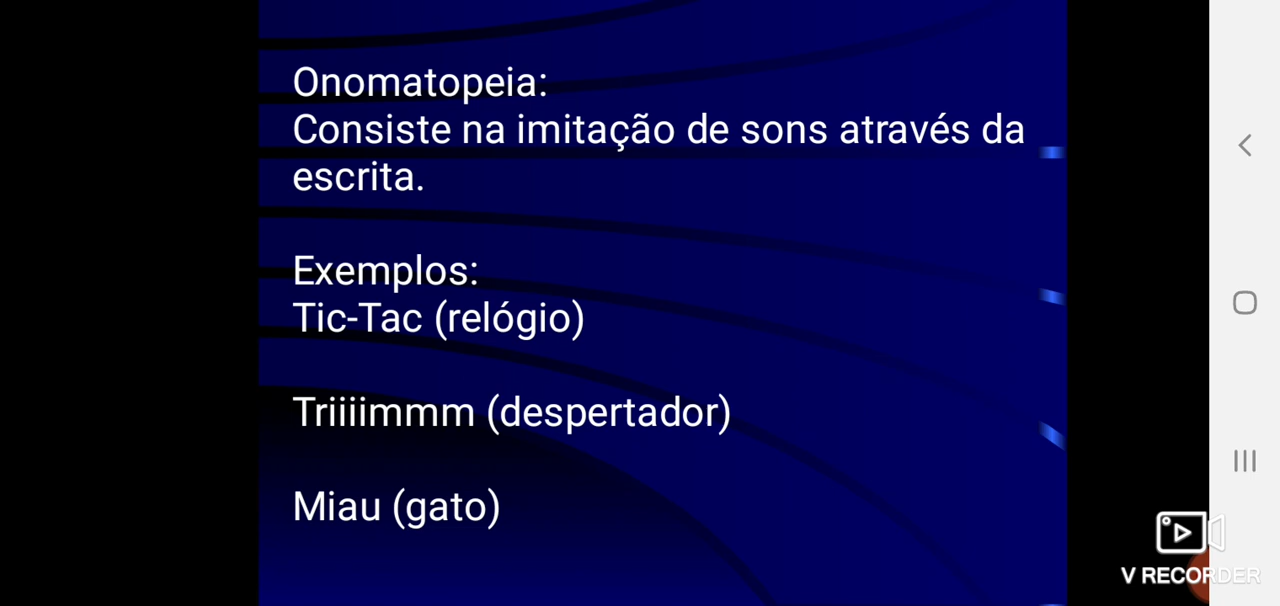 Onomatopeia:
Consiste na imitação de sons através da
escrita.
Exemplos:
Tic-Tac (relógio)
Triiiimmm (despertador)
Miau (gato)
V RECORDER